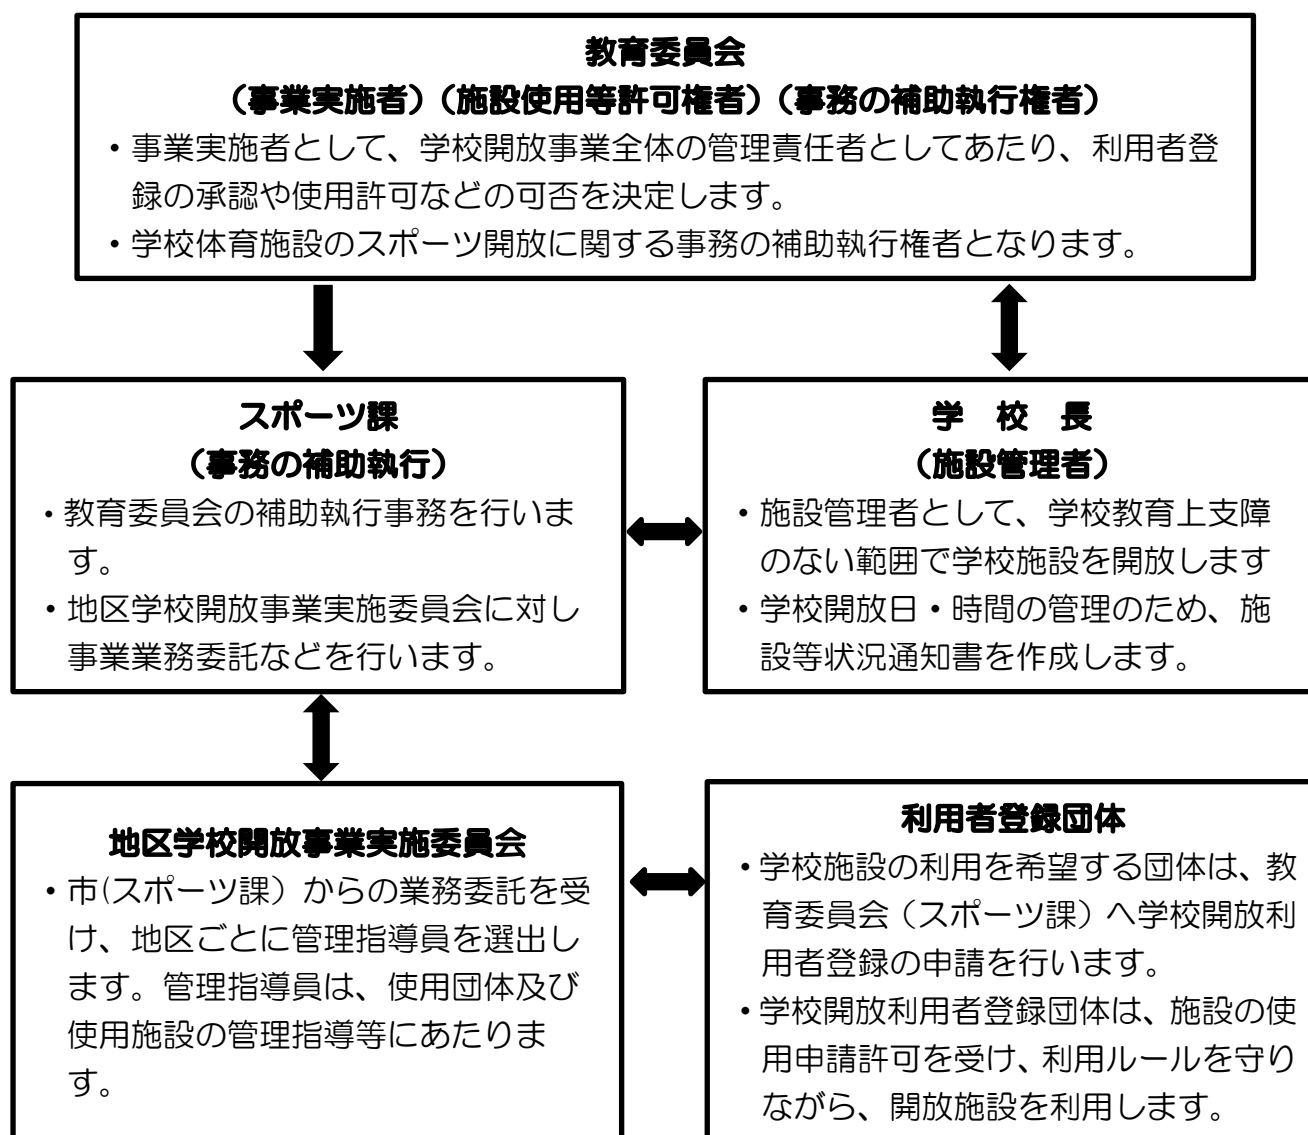 教育委員会
（事業実施者）（施設使用等許可権者）（事務の補助執行権者）
・事業実施者として、学校開放事業全体の管理責任者としてあたり、利用者登
録の承認や使用許可などの可否を決定します。
・学校体育施設のスポーツ開放に関する事務の補助執行権者となります。
スポーツ課
（事務の補助執行）
・教育委員会の補助執行事務を行いま
す。
・地区学校開放事業実施委員会に対し
事業業務委託などを行います。
学　校　長
（施設管理者）
・施設管理者として、学校教育上支障
のない範囲で学校施設を開放します
・学校開放日・時間の管理のため、施
設等状況通知書を作成します。
地区学校開放事業実施委員会
・市(スポーツ課）からの業務委託を受
け、地区ごとに管理指導員を選出し
ます。管理指導員は、使用団体及び
使用施設の管理指導等にあたりま
す。
利用者登録団体
・学校施設の利用を希望する団体は、教
育委員会（スポーツ課）へ学校開放利
用者登録の申請を行います。
・学校開放利用者登録団体は、施設の使
用申請許可を受け、利用ルールを守り
ながら、開放施設を利用します。